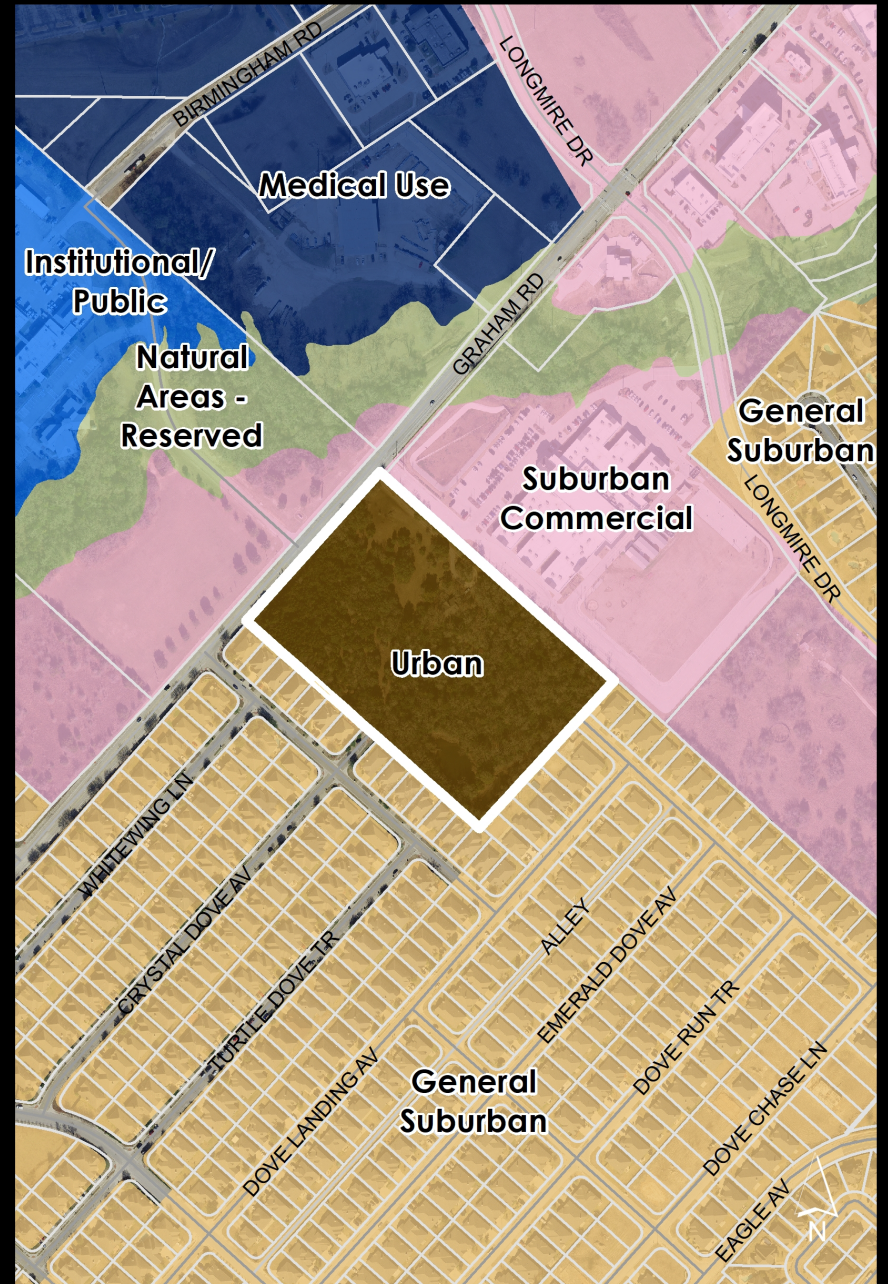 BIRMINGHAM RD
LONGMIRE DR
Medical Use
Institutional/
Public
GRAHAM RD
Natural
Areas -
Reserved
General
Suburban
Suburban
Commercial
LONGMIRE DR
Urban
WHITEWING LN
CRYSTAL DOVE AV
TURTLE DOVE TR
ALLEY
EMERALD DOVE AV
DOVE RUN TR
DOVE LANDING AV
General
Suburban
DOVE CHASE LN
EAGLE AV
N